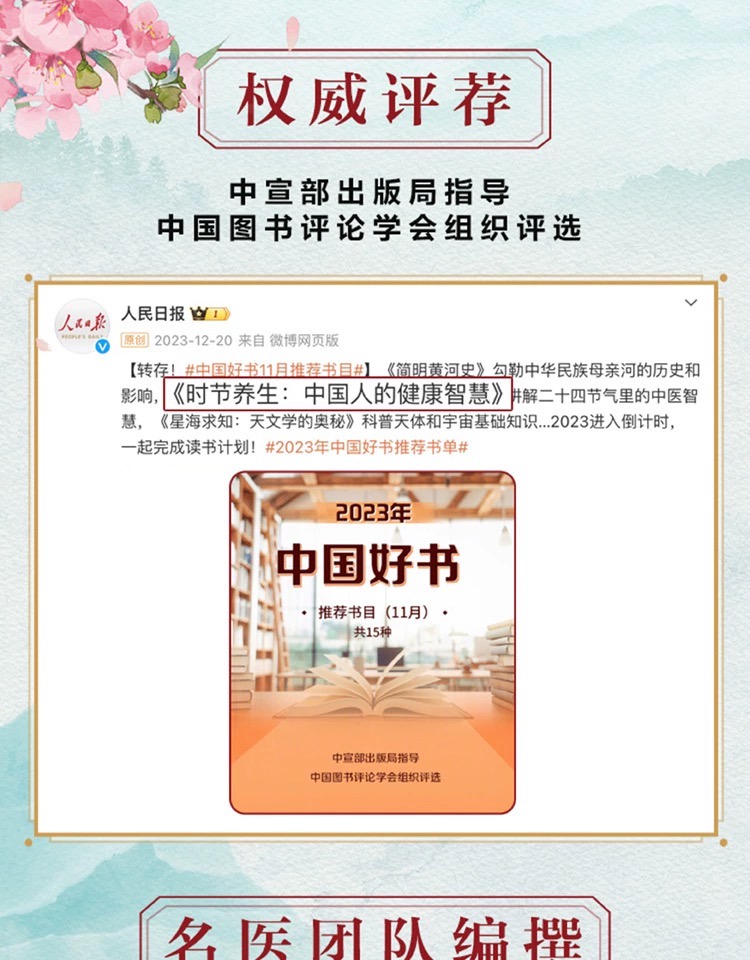 权威评荐
中宣部出版局指导
中国图书评论学会组织评选
人民日报
PEOPLE'S DAILY
人民日报 1
原创 2023-12-20 来自 微博网页版
【转存！#中国好书11月推荐书目#】《简明黄河史》勾勒中华民族母亲河的历史和
影响，《时节养生：中国人的健康智慧》讲解二十四节气里的中医智
慧，《星海求知：天文学的奥秘》科普天体和宇宙基础知识...2023进入倒计时，
一起完成读书计划！#2023年中国好书推荐书单#
2023年
中国好书
· 推荐书目（11月） ·
共15种
中宣部出版局指导
中国图书评论学会组织评选
名医团队编撰